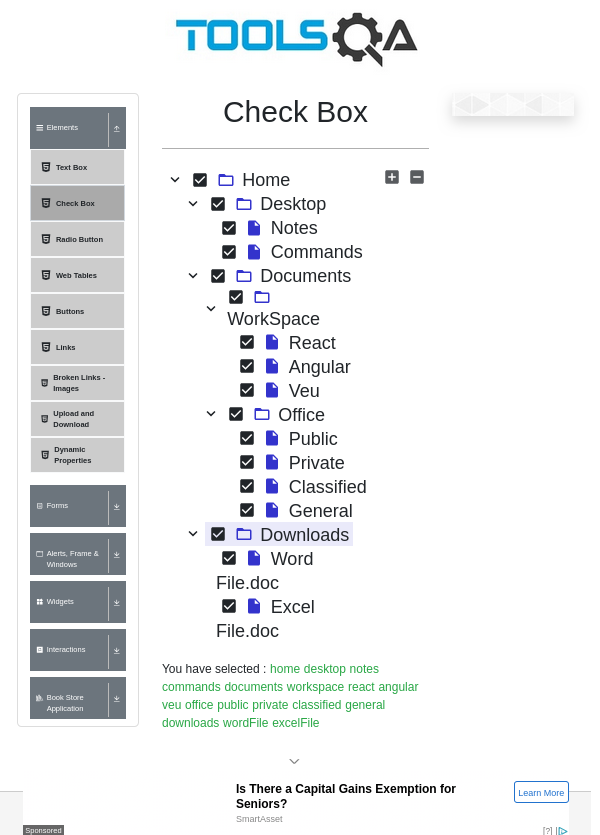 TOOLSQA
Check Box
Elements
Text Box
Check Box
Radio Button
Web Tables
Buttons
Links
Broken Links -
Images
Upload and
Download
Dynamic
Properties
Forms
Alerts, Frame &
Windows
Widgets
Interactions
Book Store
Application
Home
Desktop
Notes
Commands
Documents
WorkSpace
React
Angular
Veu
Office
Public
Private
Classified
General
Downloads
Word
File.doc
Excel
File.doc
You have selected : home desktop notes
commands documents workspace react angular
veu office public private classified general
downloads wordFile excelFile
Is There a Capital Gains Exemption for
Seniors?
SmartAsset
Learn More
Sponsored
[?]